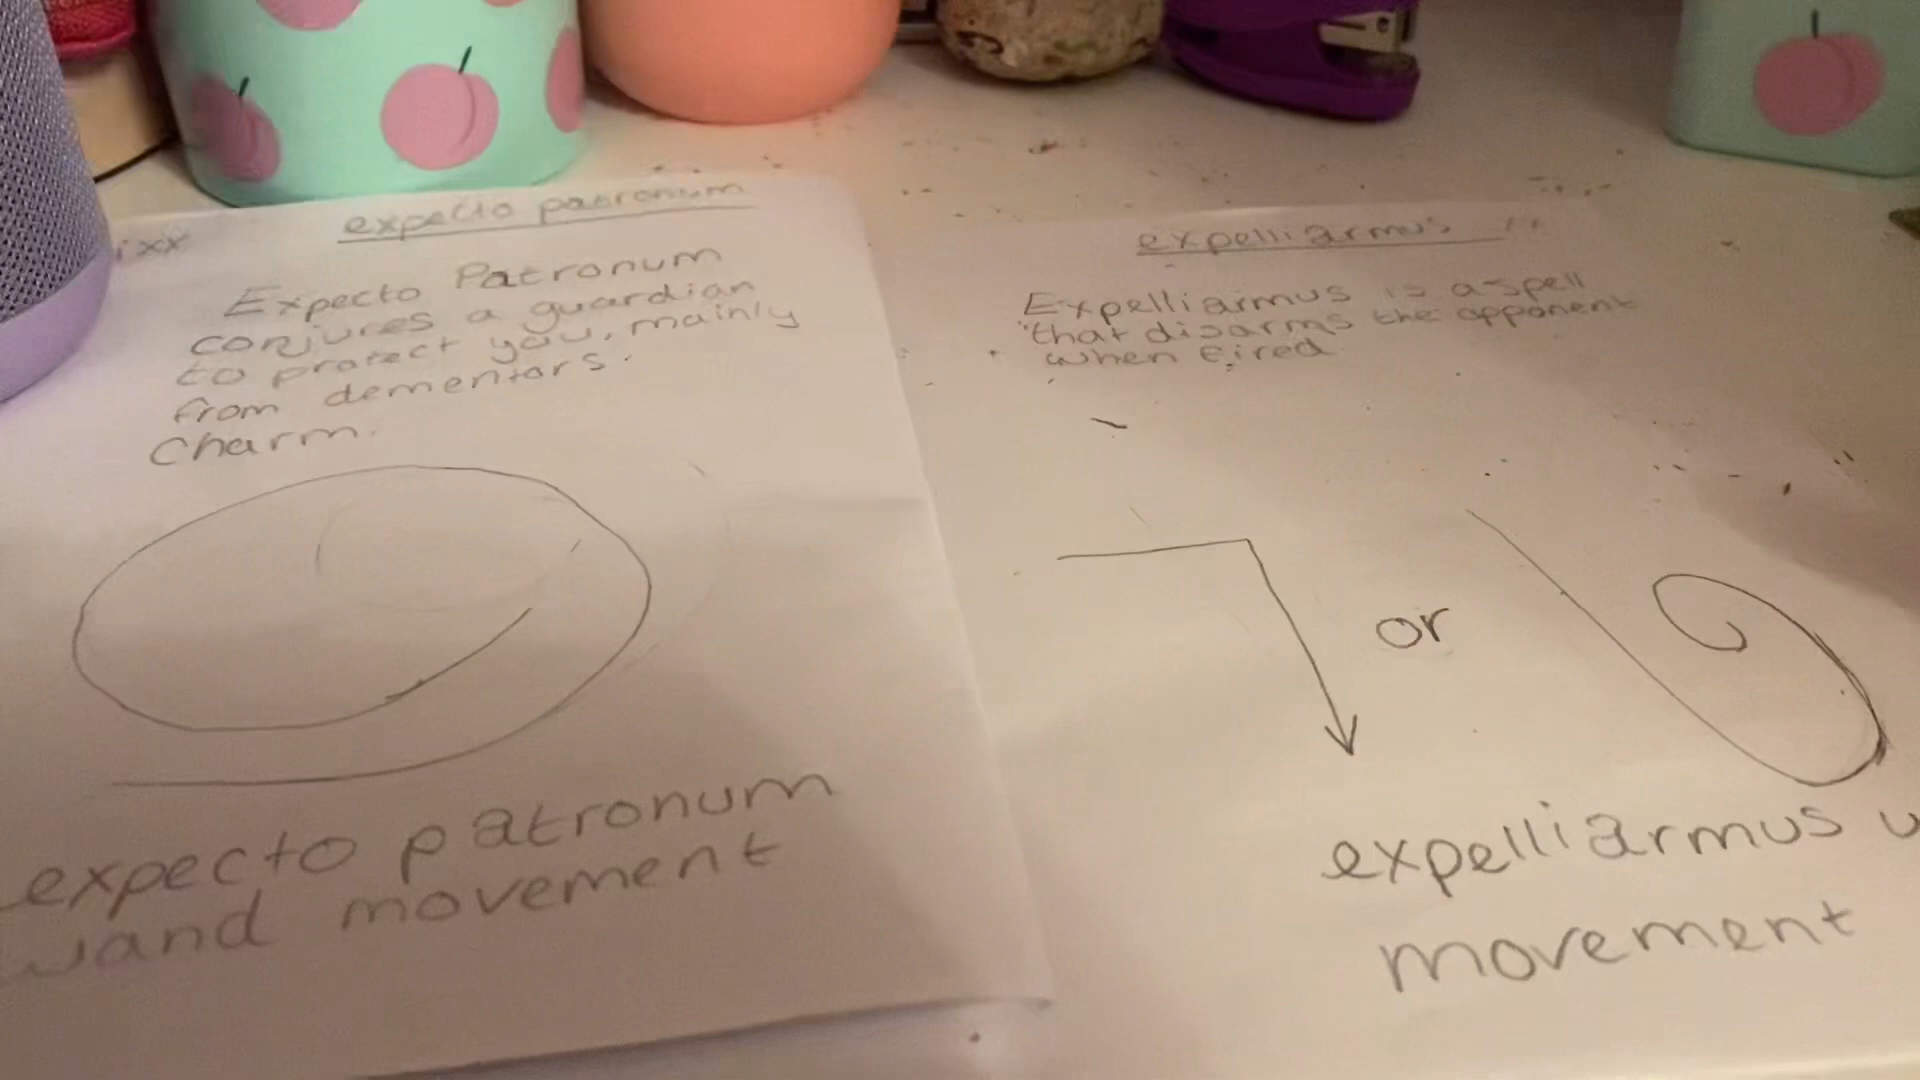 expecto patronum
Expecto Patronum
conjures a guardian
to protect you, mainly
from dementors.
Charm.
expecto patronum
wand movement
expelliarmus
Expelliarmus is a spell
that disarms the opponent
when fired
or
expelliarmus
movement